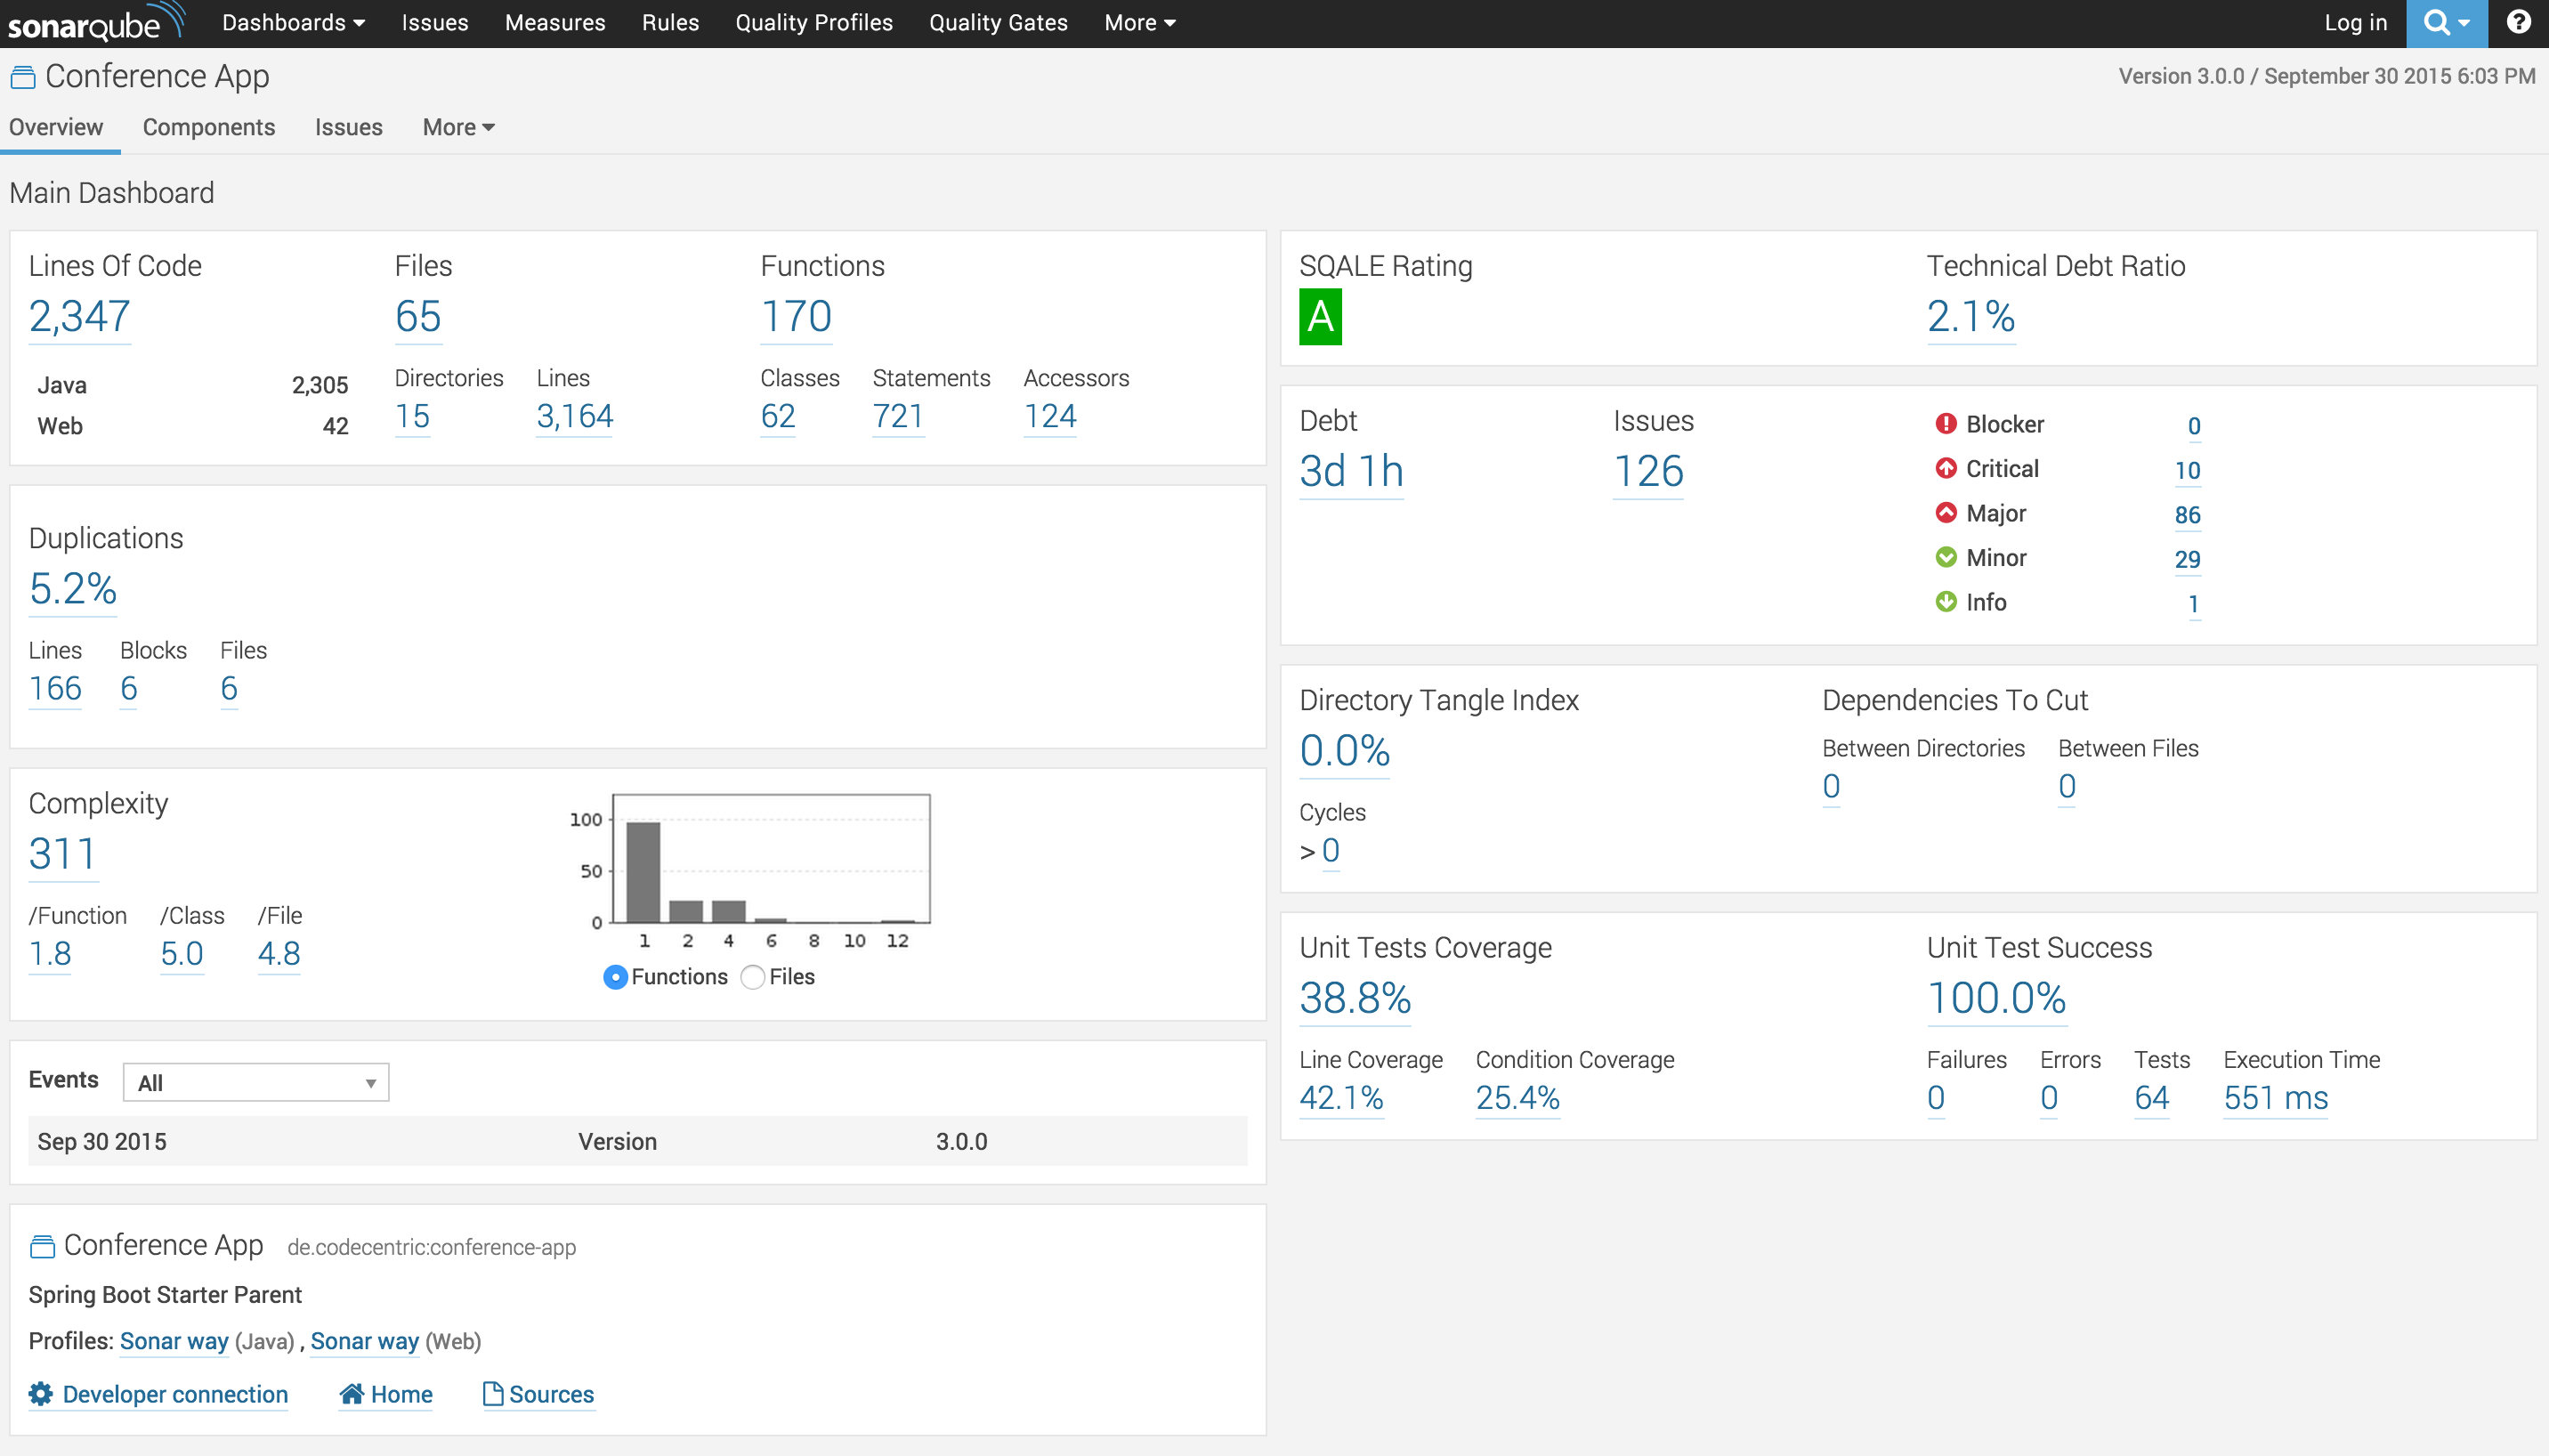 sonarqube Dashboards Issues Measures Rules Quality Profiles Quality Gates More Log in
Conference App Version 3.0.0 / September 30 2015 6:03 PM
Overview Components Issues More
Main Dashboard
Lines Of Code Files Functions
2,347 65 170
Java 2,305
Web 42
Directories Lines Classes Statements Accessors
15 3,164 62 721 124
Duplications
5.2%
Lines Blocks Files
166 6 6
Complexity
311
/Function /Class /File
1.8 5.0 4.8
100
50
0
1 2 4 6 8 10 12
Functions Files
Events All
Sep 30 2015 Version 3.0.0
Conference App de.codecentric:conference-app
Spring Boot Starter Parent
Profiles: Sonar way (Java) , Sonar way (Web)
Developer connection Home Sources
SQALE Rating Technical Debt Ratio
A 2.1%
Debt Issues
3d 1h 126
Blocker 0
Critical 10
Major 86
Minor 29
Info 1
Directory Tangle Index Dependencies To Cut
0.0%
Between Directories Between Files
0 0
Cycles
> 0
Unit Tests Coverage Unit Test Success
38.8% 100.0%
Line Coverage Condition Coverage Failures Errors Tests Execution Time
42.1% 25.4% 0 0 64 551 ms